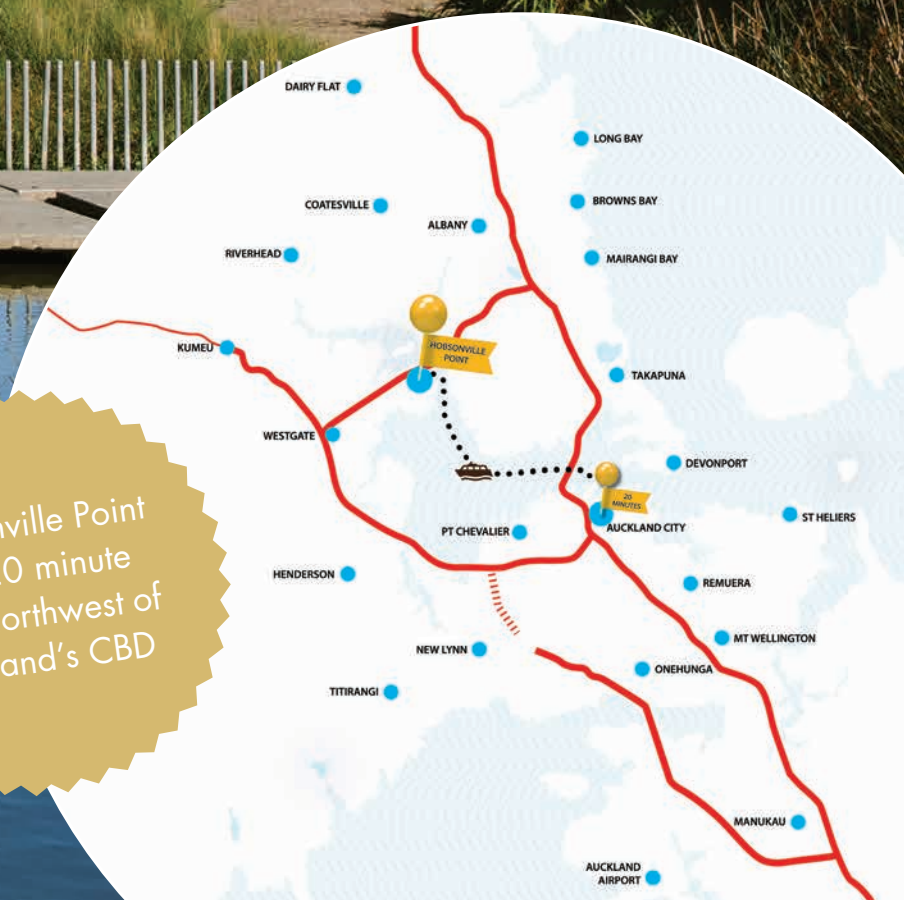 DAIRY FLAT
LONG BAY
COATESVILLE
BROWNS BAY
ALBANY
RIVERHEAD
MAIRANGI BAY
HOBSONVILLE
POINT
KUMEU
TAKAPUNA
WESTGATE
DEVONPORT
20
MINUTES
AUCKLAND CITY
ST HELIERS
PT CHEVALIER
HENDERSON
REMUERA
MT WELLINGTON
NEW LYNN
ONEHUNGA
TITIRANGI
MANUKAU
AUCKLAND
AIRPORT
nville Point
0 minute
orthwest of
and's CBD